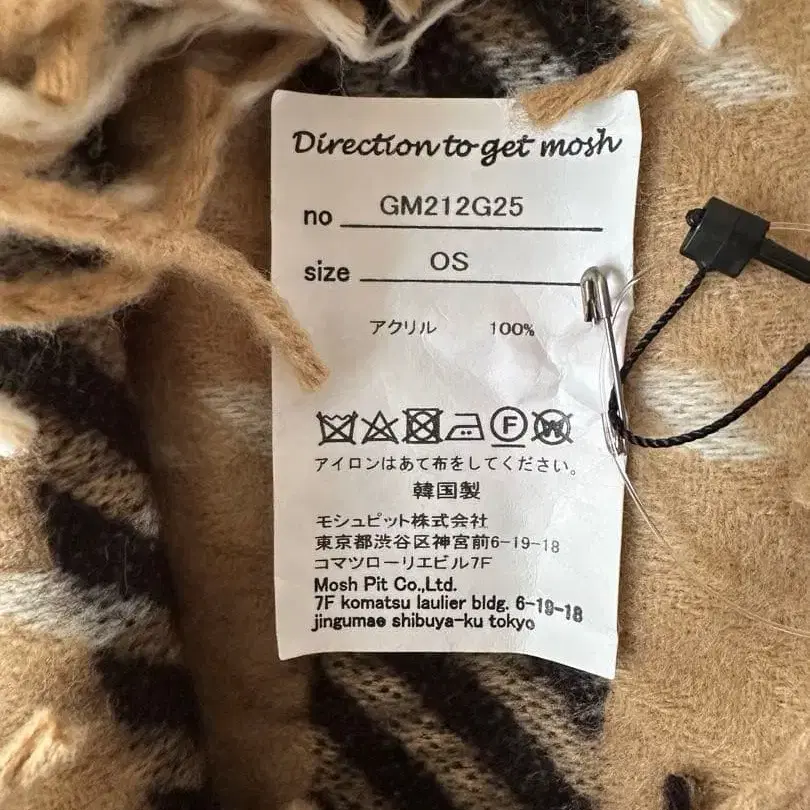 Direction to get mosh
no GM212G25
size OS
アクリル 100%
F W
アイロンはあて布をしてください。
韓国製
モシュピット株式会社
東京都渋谷区神宮前6-19-18
コマツローリエビル7F
Mosh Pit Co.,Ltd.
7F komatsu laulier bldg. 6-19-18
jingumae shibuya-ku tokyo